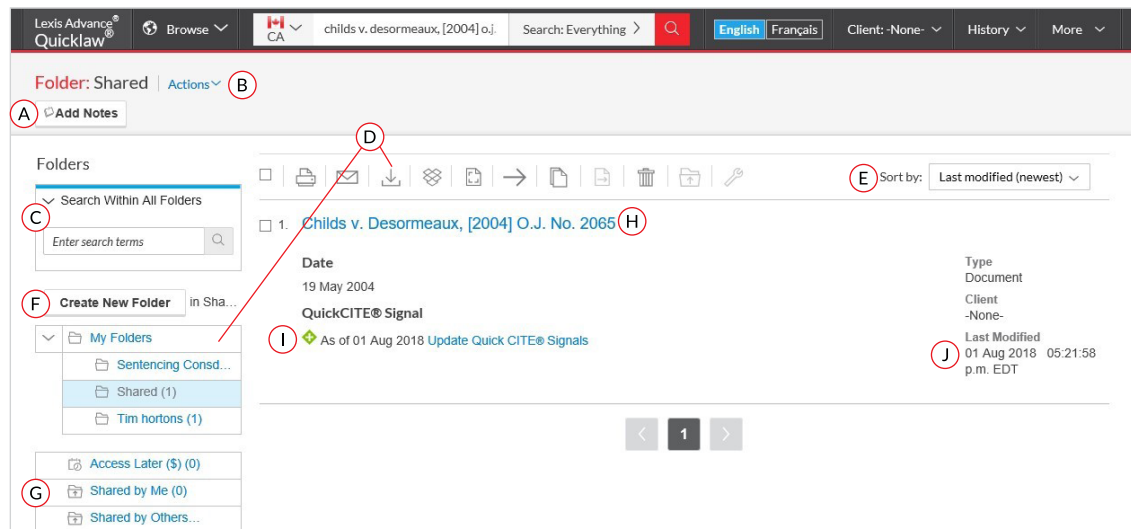 Lexis Advance® Quicklaw®
Browse
CA
childs v. desormeaux, [2004] o.j.
Search: Everything
English Français
Client: -None-
History
More
Folder: Shared | Actions B
A Add Notes
D
Folders
E Sort by: Last modified (newest)
Search Within All Folders
C
Enter search terms
1. Childs v. Desormeaux, [2004] O.J. No. 2065 H
Date
19 May 2004
QuickCITE® Signal
I As of 01 Aug 2018 Update Quick CITE® Signals
Type
Document
Client
-None-
Last Modified
J 01 Aug 2018 05:21:58
p.m. EDT
F Create New Folder in Sha...
My Folders
Sentencing Consd...
Shared (1)
Tim hortons (1)
1
Access Later ($) (0)
G Shared by Me (0)
Shared by Others...